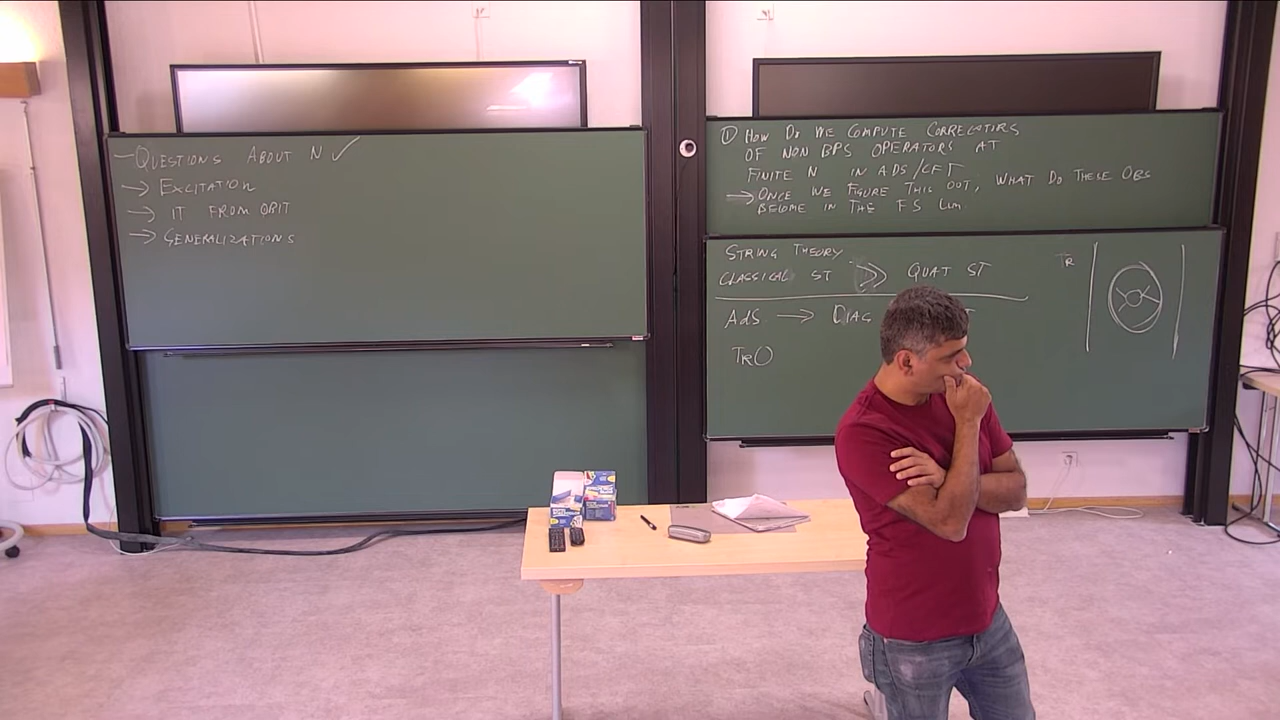 - QUESTIONS ABOUT N ✓
→ EXCITATION
→ IT FROM QBIT
→ GENERALIZATIONS
① HOW DO WE COMPUTE CORRELATORS
OF NON BPS OPERATORS AT
FINITE N IN ADS/CFT
→ ONCE WE FIGURE THIS OUT, WHAT DO THESE OBS
BECOME IN THE FS LIM
STRING THEORY
CLASSICAL ST >> QUAT ST
AdS → DIAG
TR()
TR